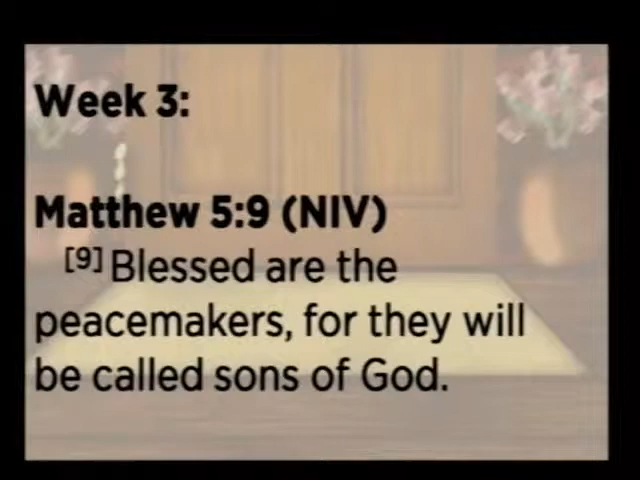 Week 3:
Matthew 5:9 (NIV)
[9] Blessed are the
peacemakers, for they will
be called sons of God.